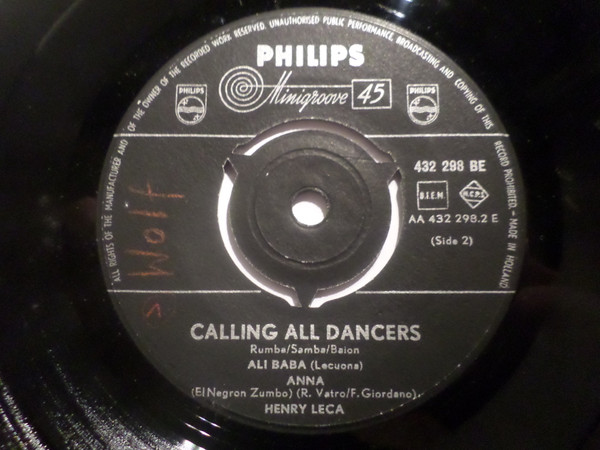 ALL RIGHTS OF THE MANUFACTURER AND OF THE OWNER OF THE RECORDED WORK RESERVED. UNAUTHORISED PUBLIC PERFORMANCE, BROADCASTING AND COPYING OF THIS RECORD PROHIBITED. - MADE IN HOLLAND
PHILIPS
PHILIPS
Minigroove 45
PHILIPS
432 298 BE
B.I.E.M.
M.C.P.S
AA 432 298.2 E
(Side 2)
Wolf
CALLING ALL DANCERS
Rumba/Samba/Baion
ALI BABA (Lecuona)
ANNA
(El Negron Zumbo) (R. Vatro/F. Giordano)
HENRY LECA